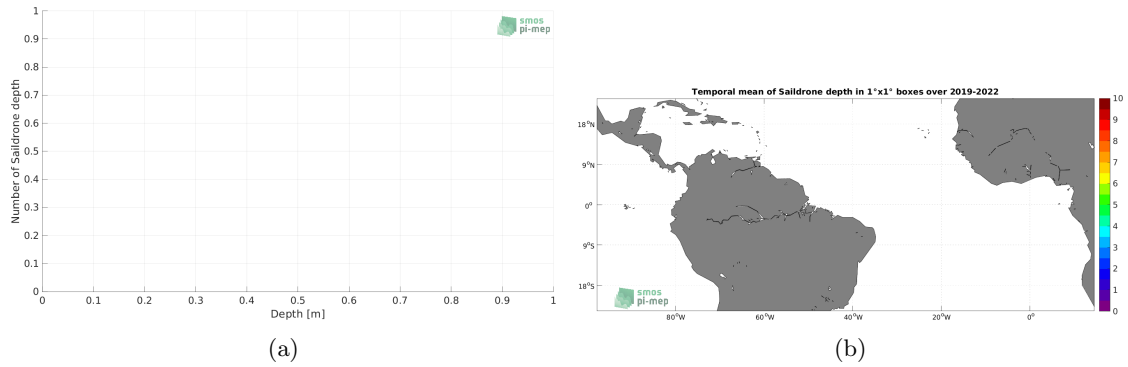 1
0.9
0.8
0.7
0.6
0.5
0.4
0.3
0.2
0.1
0
Number of Saildrone depth
0 0.1 0.2 0.3 0.4 0.5 0.6 0.7 0.8 0.9 1
Depth [m]
smos
pi-mep
(a)
Temporal mean of Saildrone depth in 1°x1° boxes over 2019-2022
18°N
9°N
0°
9°S
18°S
80°W 60°W 40°W 20°W 0°
smos
pi-mep
10
9
8
7
6
5
4
3
2
1
0
(b)